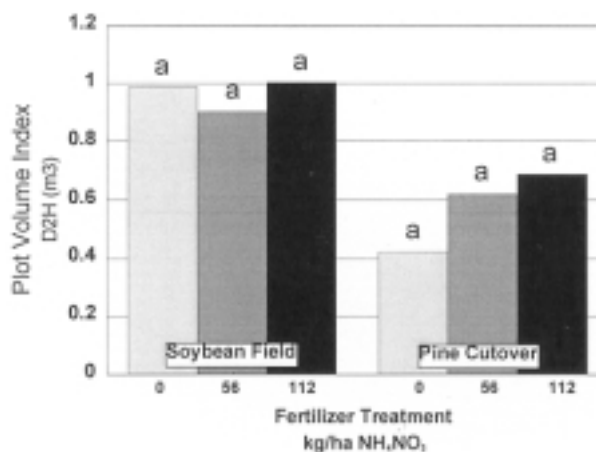 1.2
1
0.8
0.6
0.4
0.2
0
Plot Volume Index
D2H (m3)
a a a
a a a
Soybean Field Pine Cutover
0 56 112 0 56 112
Fertilizer Treatment
kg/ha NH₄NO₃